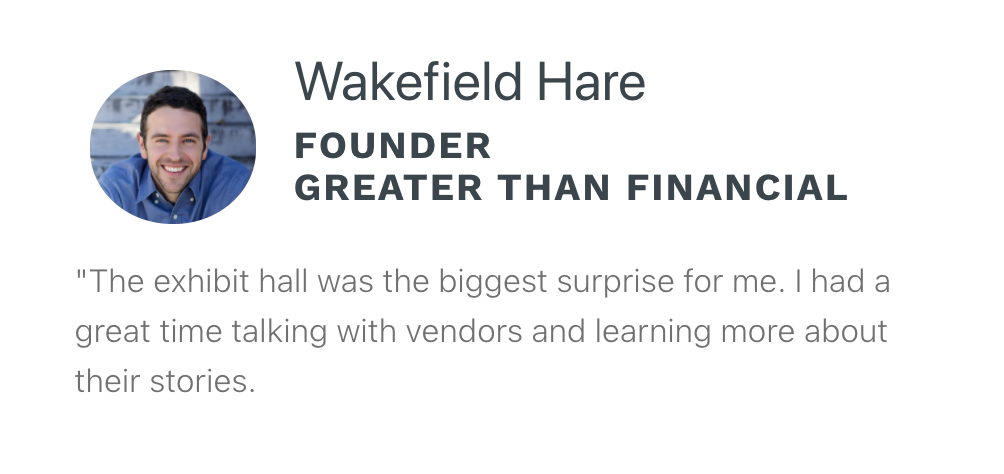 Wakefield Hare
FOUNDER
GREATER THAN FINANCIAL
"The exhibit hall was the biggest surprise for me. I had a
great time talking with vendors and learning more about
their stories.